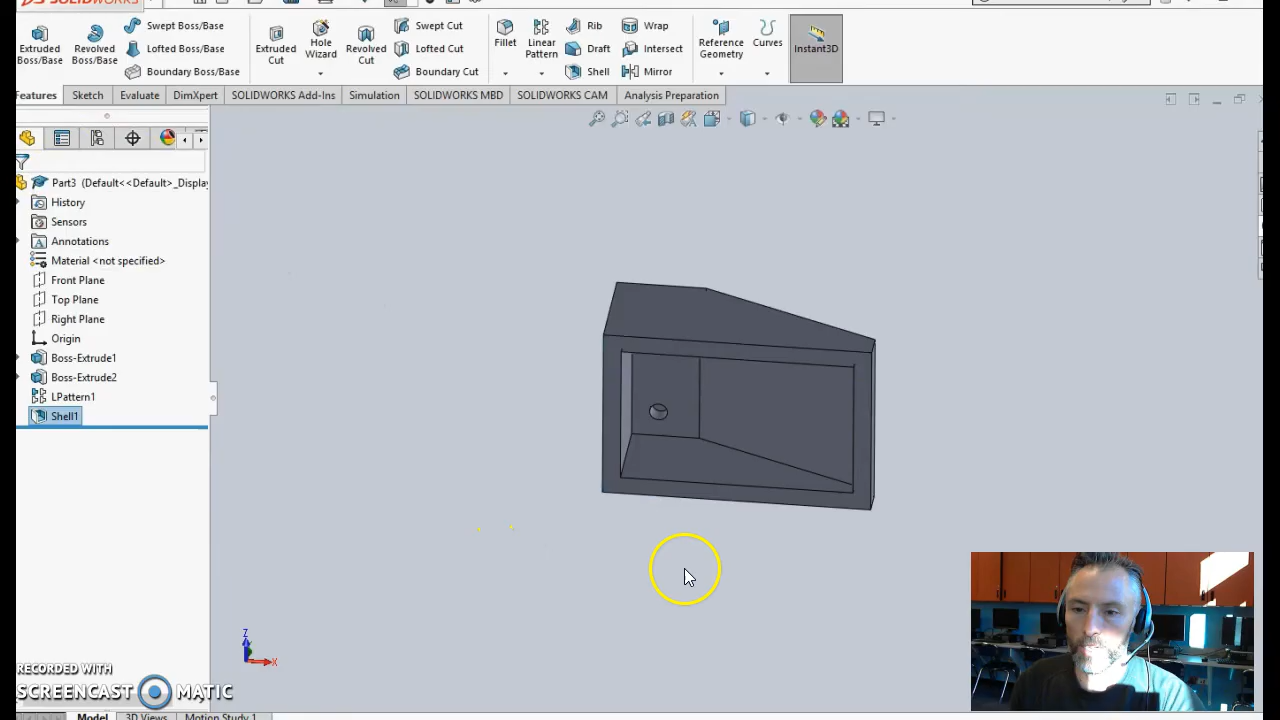 SOLIDWORKS
Extruded Boss/Base
Revolved Boss/Base
Swept Boss/Base
Lofted Boss/Base
Boundary Boss/Base
Extruded Cut
Hole Wizard
Revolved Cut
Swept Cut
Lofted Cut
Boundary Cut
Fillet
Linear Pattern
Rib
Draft
Shell
Wrap
Intersect
Mirror
Reference Geometry
Curves
Instant3D
Features Sketch Evaluate DimXpert SOLIDWORKS Add-Ins Simulation SOLIDWORKS MBD SOLIDWORKS CAM Analysis Preparation
Part3 (Default<<Default>_Display
History
Sensors
Annotations
Material <not specified>
Front Plane
Top Plane
Right Plane
Origin
Boss-Extrude1
Boss-Extrude2
LPattern1
Shell1
Z
X
RECORDED WITH
SCREENCAST MATIC
Model 3D Views Motion Study 1